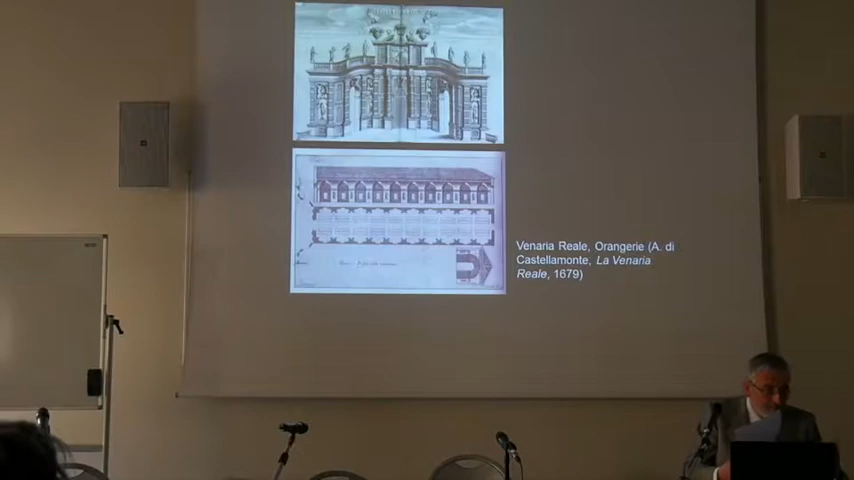 Venaria Reale, Orangerie (A. di
Castellamonte, La Venaria
Reale, 1679)